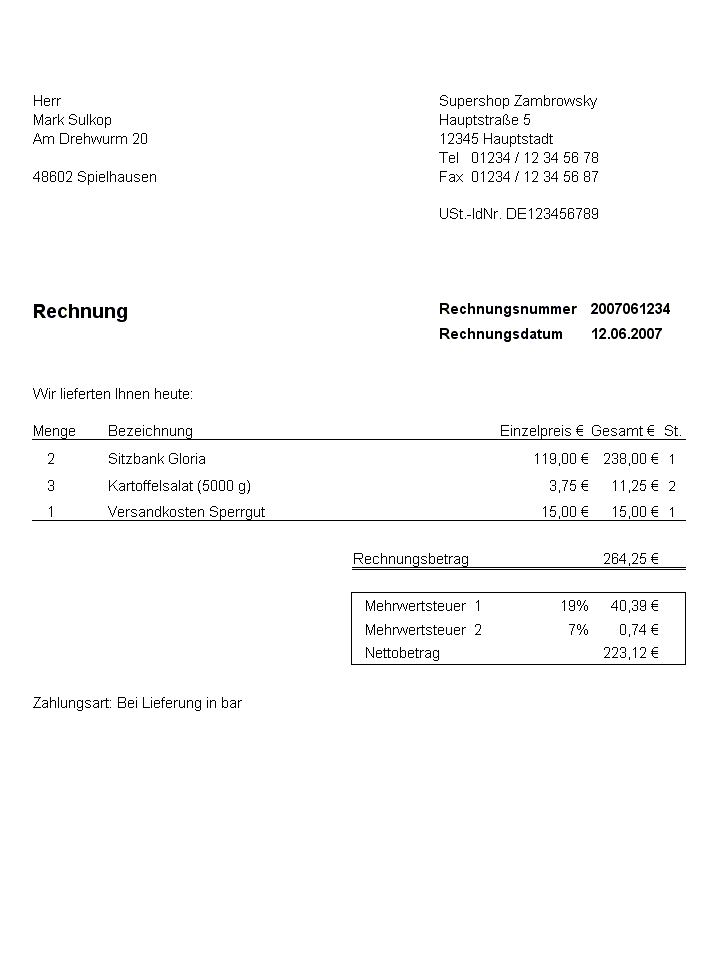 Herr
Mark Sulkop
Am Drehwurm 20
48602 Spielhausen
Supershop Zambrowsky
Hauptstraße 5
12345 Hauptstadt
Tel 01234 / 12 34 56 78
Fax 01234 / 12 34 56 87
USt.-IdNr. DE123456789
Rechnung
Rechnungsnummer 2007061234
Rechnungsdatum 12.06.2007
Wir lieferten Ihnen heute:
Menge Bezeichnung Einzelpreis € Gesamt € St.
2 Sitzbank Gloria 119,00 € 238,00 € 1
3 Kartoffelsalat (5000 g) 3,75 € 11,25 € 2
1 Versandkosten Sperrgut 15,00 € 15,00 € 1
Rechnungsbetrag 264,25 €
Mehrwertsteuer 1 19% 40,39 €
Mehrwertsteuer 2 7% 0,74 €
Nettobetrag 223,12 €
Zahlungsart: Bei Lieferung in bar